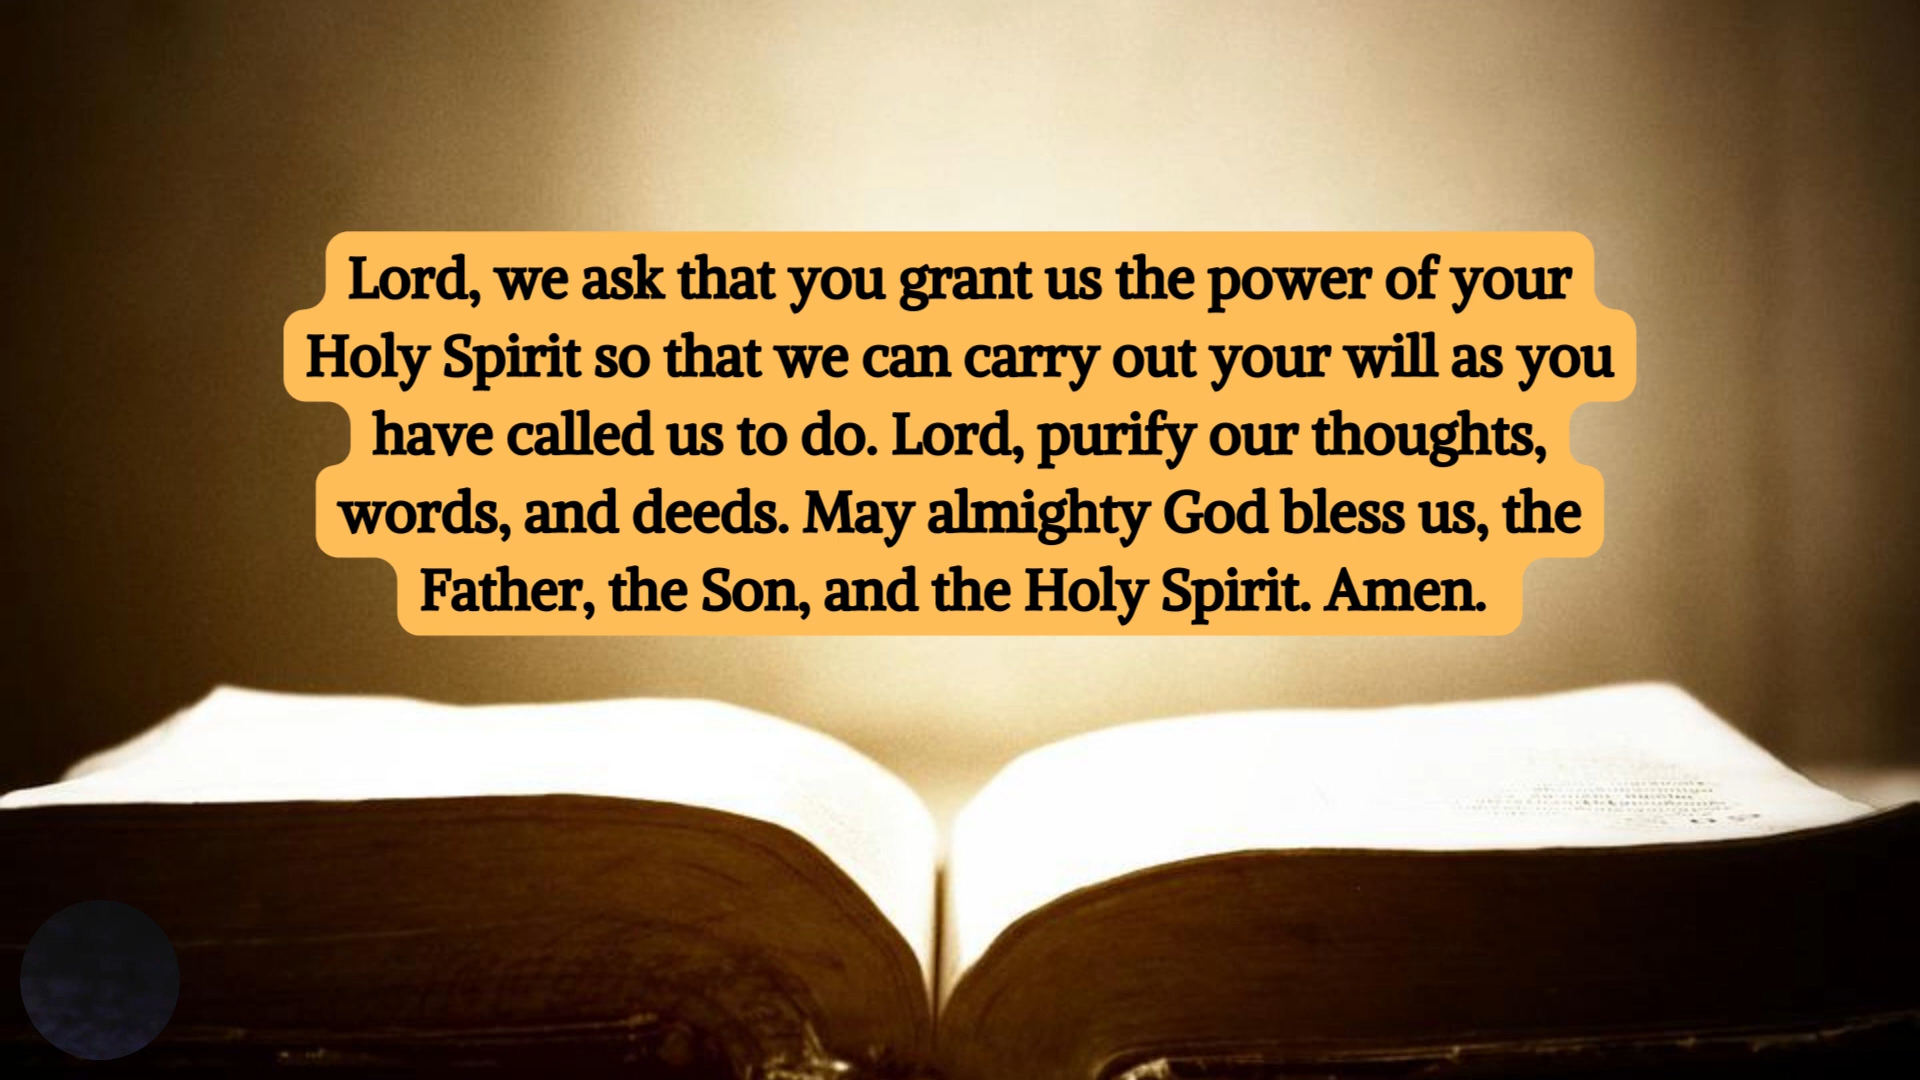 Lord, we ask that you grant us the power of your
Holy Spirit so that we can carry out your will as you
have called us to do. Lord, purify our thoughts,
words, and deeds. May almighty God bless us, the
Father, the Son, and the Holy Spirit. Amen.